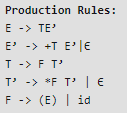 Production Rules:
E -> TE’
E’ -> +T E’|Є
T -> F T’
T’ -> *F T’ | Є
F -> (E) | id